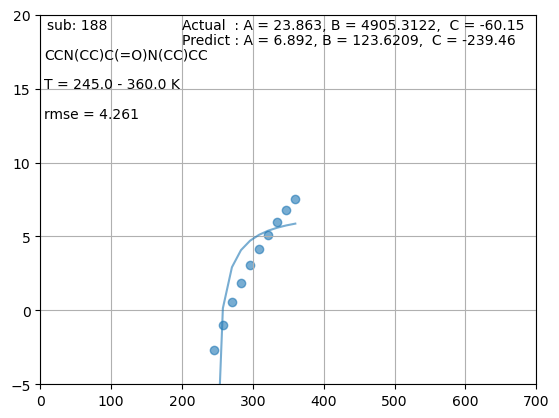 sub: 188
Actual  : A = 23.863, B = 4905.3122,  C = -60.15
Predict : A = 6.892, B = 123.6209,  C = -239.46
CCN(CC)C(=O)N(CC)CC
T = 245.0 - 360.0 K
rmse = 4.261
20
15
10
5
0
−5
0 100 200 300 400 500 600 700